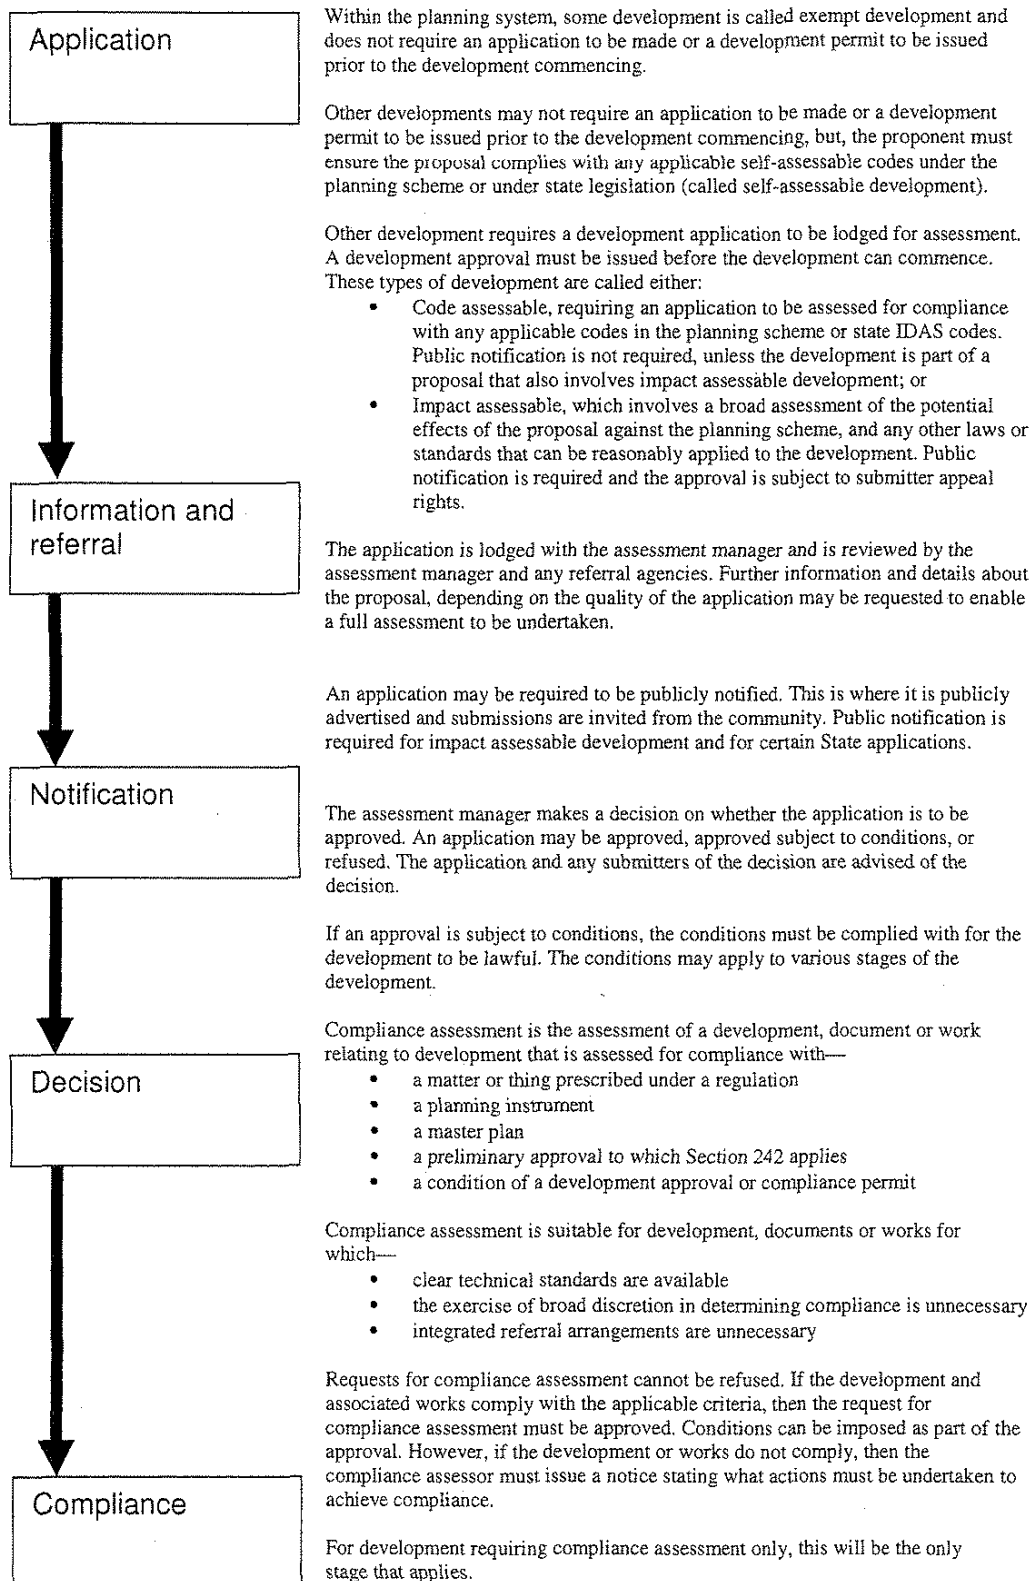 Application
Within the planning system, some development is called exempt development and
does not require an application to be made or a development permit to be issued
prior to the development commencing.
Other developments may not require an application to be made or a development
permit to be issued prior to the development commencing, but, the proponent must
ensure the proposal complies with any applicable self-assessable codes under the
planning scheme or under state legislation (called self-assessable development).
Other development requires a development application to be lodged for assessment.
A development approval must be issued before the development can commence.
These types of development are called either:
• Code assessable, requiring an application to be assessed for compliance
with any applicable codes in the planning scheme or state IDAS codes.
Public notification is not required, unless the development is part of a
proposal that also involves impact assessable development; or
• Impact assessable, which involves a broad assessment of the potential
effects of the proposal against the planning scheme, and any other laws or
standards that can be reasonably applied to the development. Public
notification is required and the approval is subject to submitter appeal
rights.
Information and
referral
The application is lodged with the assessment manager and is reviewed by the
assessment manager and any referral agencies. Further information and details about
the proposal, depending on the quality of the application may be requested to enable
a full assessment to be undertaken.
An application may be required to be publicly notified. This is where it is publicly
advertised and submissions are invited from the community. Public notification is
required for impact assessable development and for certain State applications.
Notification
The assessment manager makes a decision on whether the application is to be
approved. An application may be approved, approved subject to conditions, or
refused. The application and any submitters of the decision are advised of the
decision.
If an approval is subject to conditions, the conditions must be complied with for the
development to be lawful. The conditions may apply to various stages of the
development.
Decision
Compliance assessment is the assessment of a development, document or work
relating to development that is assessed for compliance with—
• a matter or thing prescribed under a regulation
• a planning instrument
• a master plan
• a preliminary approval to which Section 242 applies
• a condition of a development approval or compliance permit
Compliance assessment is suitable for development, documents or works for
which—
• clear technical standards are available
• the exercise of broad discretion in determining compliance is unnecessary
• integrated referral arrangements are unnecessary
Requests for compliance assessment cannot be refused. If the development and
associated works comply with the applicable criteria, then the request for
compliance assessment must be approved. Conditions can be imposed as part of the
approval. However, if the development or works do not comply, then the
compliance assessor must issue a notice stating what actions must be undertaken to
achieve compliance.
Compliance
For development requiring compliance assessment only, this will be the only
stage that applies.